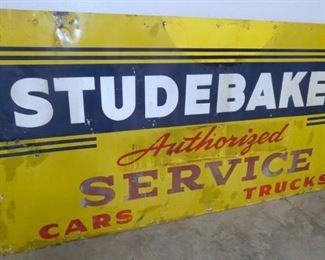 STUDEBAKE
Authorized
SERVICE
CARS TRUCKS